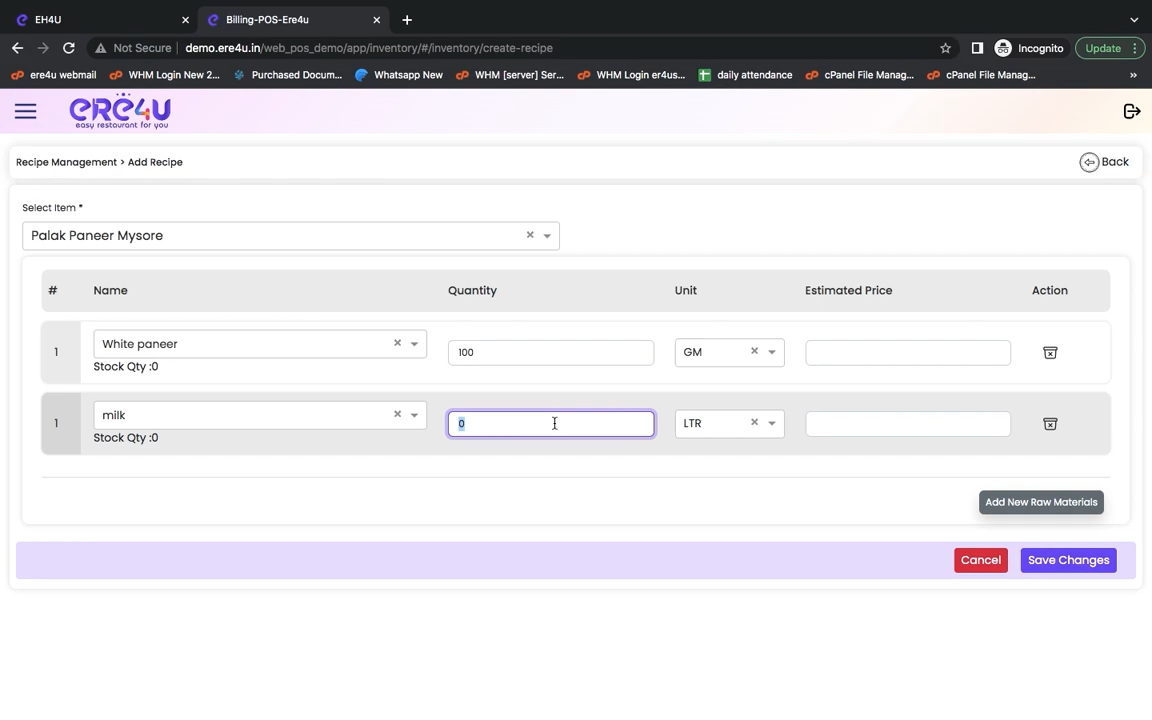 EH4U
Billing-POS-Ere4u
Not Secure
demo.ere4u.in/web_pos_demo/app/inventory/#/inventory/create-recipe
Incognito
Update
ere4u webmail
WHM Login New 2...
Purchased Docum...
Whatsapp New
WHM [server] Ser...
WHM Login er4us...
daily attendance
cPanel File Manag...
cPanel File Manag...
ere4U
easy restaurant for you
Recipe Management > Add Recipe
Back
Select Item *
Palak Paneer Mysore
# Name Quantity Unit Estimated Price Action
1 White paneer 100 GM
Stock Qty :0
1 milk 0 LTR
Stock Qty :0
Add New Raw Materials
Cancel Save Changes